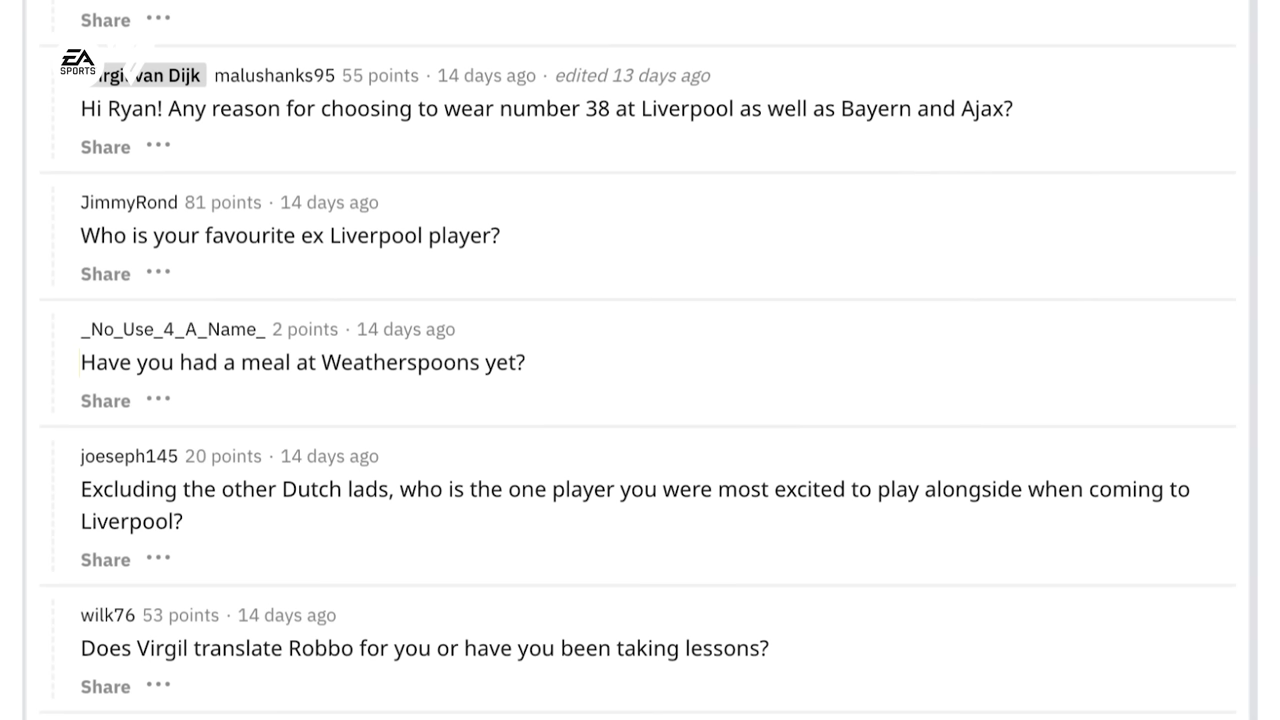 Share •••
EA
SPORTS
van Dijk malushanks95 55 points · 14 days ago · edited 13 days ago
Hi Ryan! Any reason for choosing to wear number 38 at Liverpool as well as Bayern and Ajax?
Share •••
JimmyRond 81 points · 14 days ago
Who is your favourite ex Liverpool player?
Share •••
_No_Use_4_A_Name_ 2 points · 14 days ago
Have you had a meal at Weatherspoons yet?
Share •••
joeseph145 20 points · 14 days ago
Excluding the other Dutch lads, who is the one player you were most excited to play alongside when coming to
Liverpool?
Share •••
wilk76 53 points · 14 days ago
Does Virgil translate Robbo for you or have you been taking lessons?
Share •••